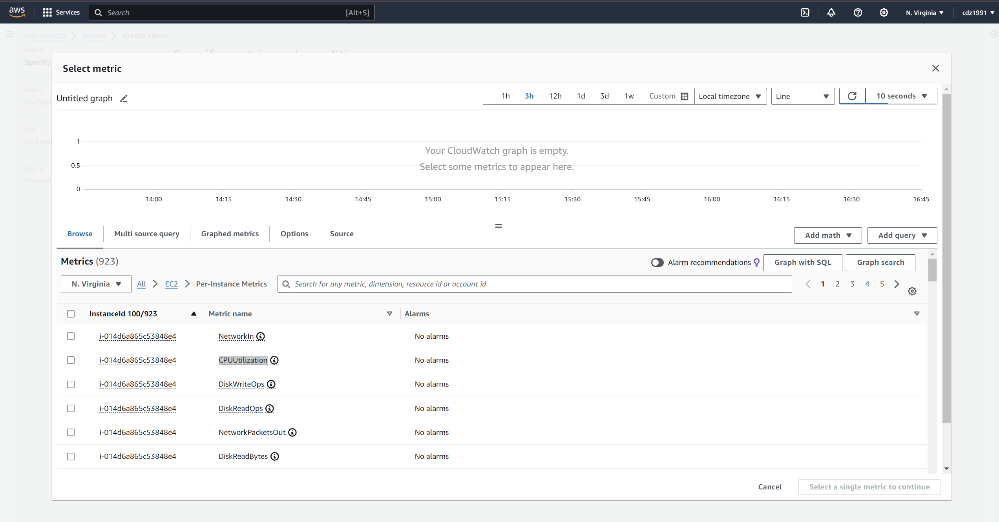 aws Services Search [Alt+S] N. Virginia cdz1991
CloudWatch Alarms Create alarm
Step 1
Specify
Step 2
Step 3
Step 4
Preview
Select metric
Untitled graph
1h 3h 12h 1d 3d 1w Custom Local timezone Line 10 seconds
1
0.5
0
Your CloudWatch graph is empty.
Select some metrics to appear here.
14:00 14:15 14:30 14:45 15:00 15:15 15:30 15:45 16:00 16:15 16:30 16:45
Browse Multi source query Graphed metrics Options Source Add math Add query
Metrics (923) Alarm recommendations Graph with SQL Graph search
N. Virginia All EC2 Per-Instance Metrics Search for any metric, dimension, resource id or account id 1 2 3 4 5
InstanceId 100/923 Metric name Alarms
i-014d6a865c53848e4 NetworkIn No alarms
i-014d6a865c53848e4 CPUUtilization No alarms
i-014d6a865c53848e4 DiskWriteOps No alarms
i-014d6a865c53848e4 DiskReadOps No alarms
i-014d6a865c53848e4 NetworkPacketsOut No alarms
i-014d6a865c53848e4 DiskReadBytes No alarms
Cancel Select a single metric to continue